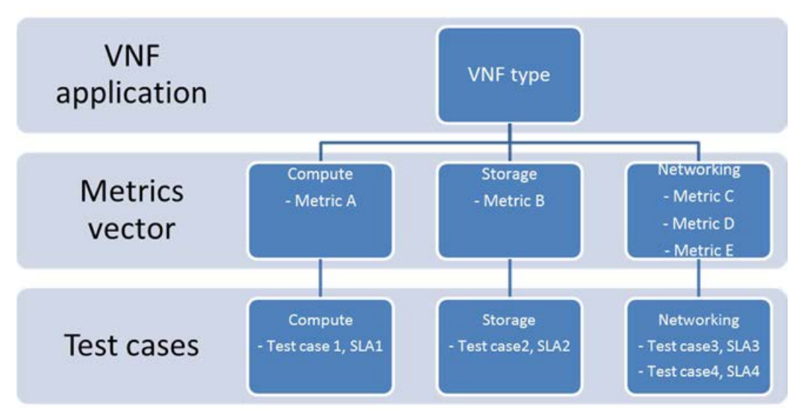 VNF
application
VNF type
Metrics
vector
Compute
- Metric A
Storage
- Metric B
Networking
- Metric C
- Metric D
- Metric E
Test cases
Compute
- Test case 1, SLA1
Storage
- Test case2, SLA2
Networking
- Test case3, SLA3
- Test case4, SLA4